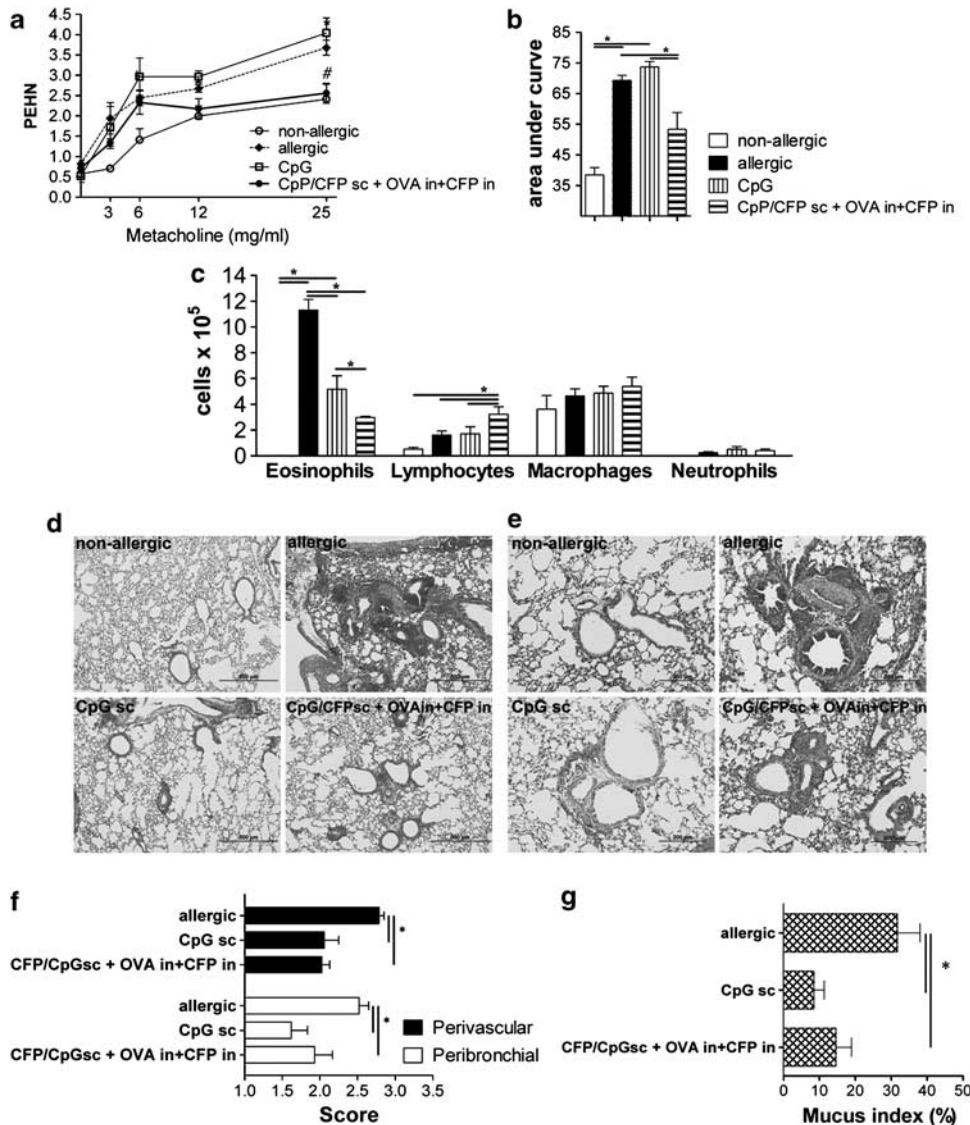 a
4.5
4.0
3.5
3.0
2.5
2.0
1.5
1.0
0.5
0.0
PEHN
*
#
non-allergic
allergic
CpG
CpP/CFP sc + OVA in+CFP in
3 6 12 25
Metacholine (mg/ml)
b
85
75
65
55
45
35
area under curve
* *
non-allergic
allergic
CpG
CpP/CFP sc + OVA in+CFP in
c
14
12
10
8
6
4
2
0
cells x 10⁵
* * * *
Eosinophils Lymphocytes Macrophages Neutrophils
d
non-allergic allergic
CpG sc CpG/CFPsc + OVAin+CFP in
e
non-allergic allergic
CpG sc CpG/CFPsc + OVAin+CFP in
f
allergic
CpG sc
CFP/CpGsc + OVA in+CFP in
*
allergic
CpG sc
CFP/CpGsc + OVA in+CFP in
*
Perivascular
Peribronchial
1.0 1.5 2.0 2.5 3.0 3.5
Score
g
allergic
CpG sc
CFP/CpGsc + OVA in+CFP in
*
0 10 20 30 40 50
Mucus index (%)